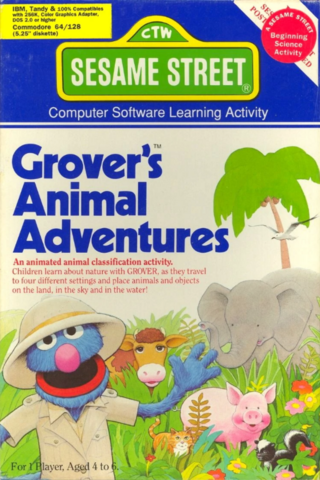 IBM, Tandy & 100% Compatibles
with 256K, Color Graphics Adapter,
DOS 2.0 or higher
Commodore 64/128
(5.25" diskette)
CTW
SESAME STREET®
Computer Software Learning Activity
A SESAME STREET
Beginning
Science
Activity
Grover's™
Animal
Adventures
An animated animal classification activity.
Children learn about nature with GROVER, as they travel
to four different settings and place animals and objects
on the land, in the sky and in the water!
For 1 Player, Aged 4 to 6.